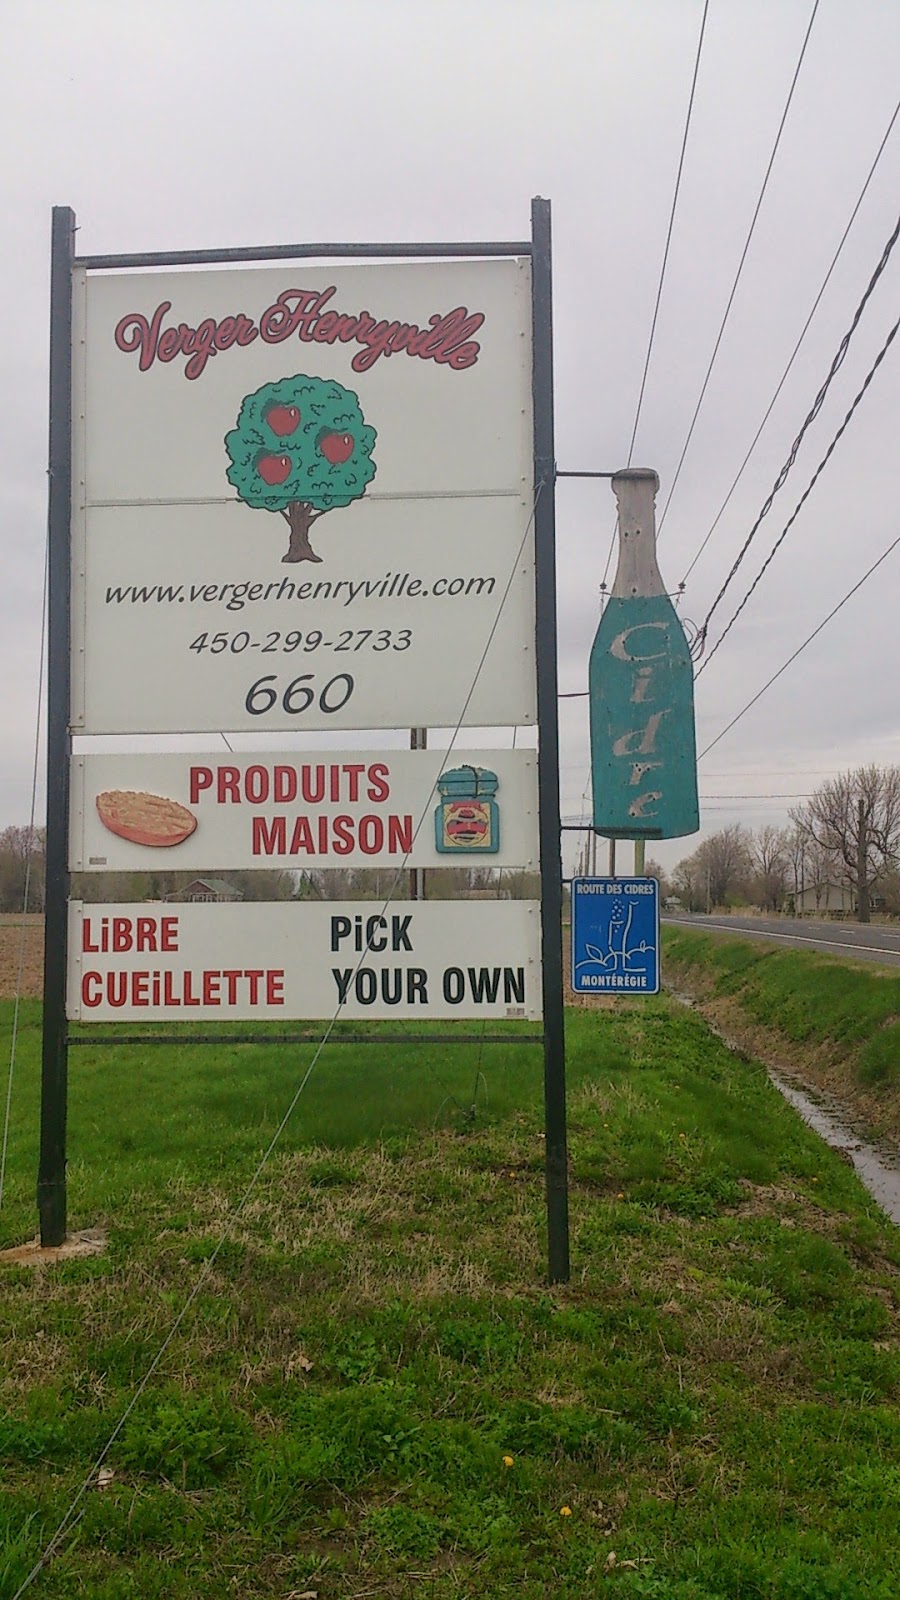 Verger Henryville
www.vergerhenryville.com
450-299-2733
660
Cidre
PRODUITS
MAISON
ROUTE DES CIDRES
MONTÉRÉGIE
LiBRE
CUEiLLETTE
PiCK
YOUR OWN